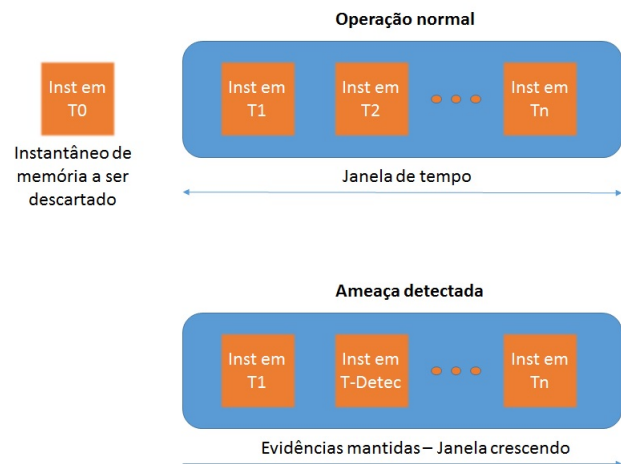 Operação normal
Inst em
T0
Inst em
T1
Inst em
T2
Inst em
Tn
Instantâneo de
memória a ser
descartado
Janela de tempo
Ameaça detectada
Inst em
T1
Inst em
T-Detec
Inst em
Tn
Evidências mantidas – Janela crescendo